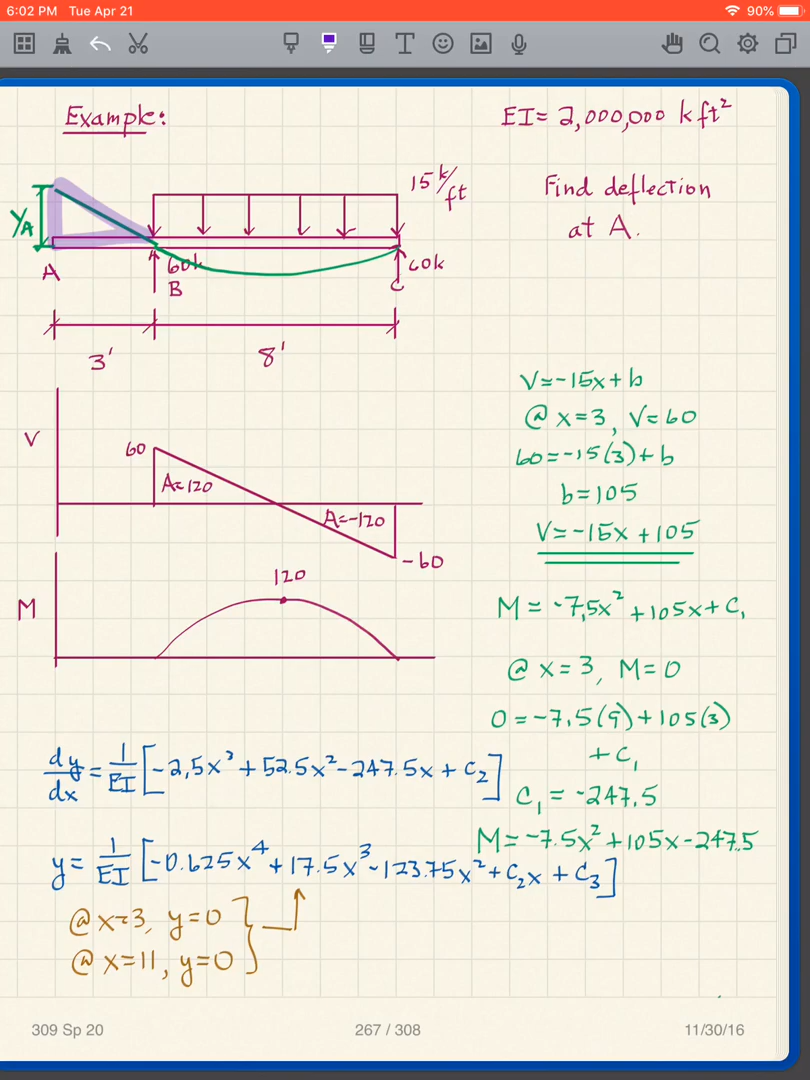 6:02 PM Tue Apr 21
90%
Example:
EI = 2,000,000 k ft²
15 k/ft
Find deflection
at A.
YA
A
60k
B
60k
C
3'
8'
V = -15x + b
@ x = 3, V = 60
60 = -15(3) + b
b = 105
V = -15x + 105
V
60
A = 120
A = -120
-60
M
120
M = -7.5x² + 105x + C₁
@ x = 3, M = 0
0 = -7.5(9) + 105(3)
+ C₁
C₁ = -247.5
M = -7.5x² + 105x - 247.5
dy/dx = 1/EI [-2.5x³ + 52.5x² - 247.5x + C₂]
y = 1/EI [-0.625x⁴ + 17.5x³ - 123.75x² + C₂x + C₃]
@ x = 3, y = 0
@ x = 11, y = 0
309 Sp 20
267 / 308
11/30/16